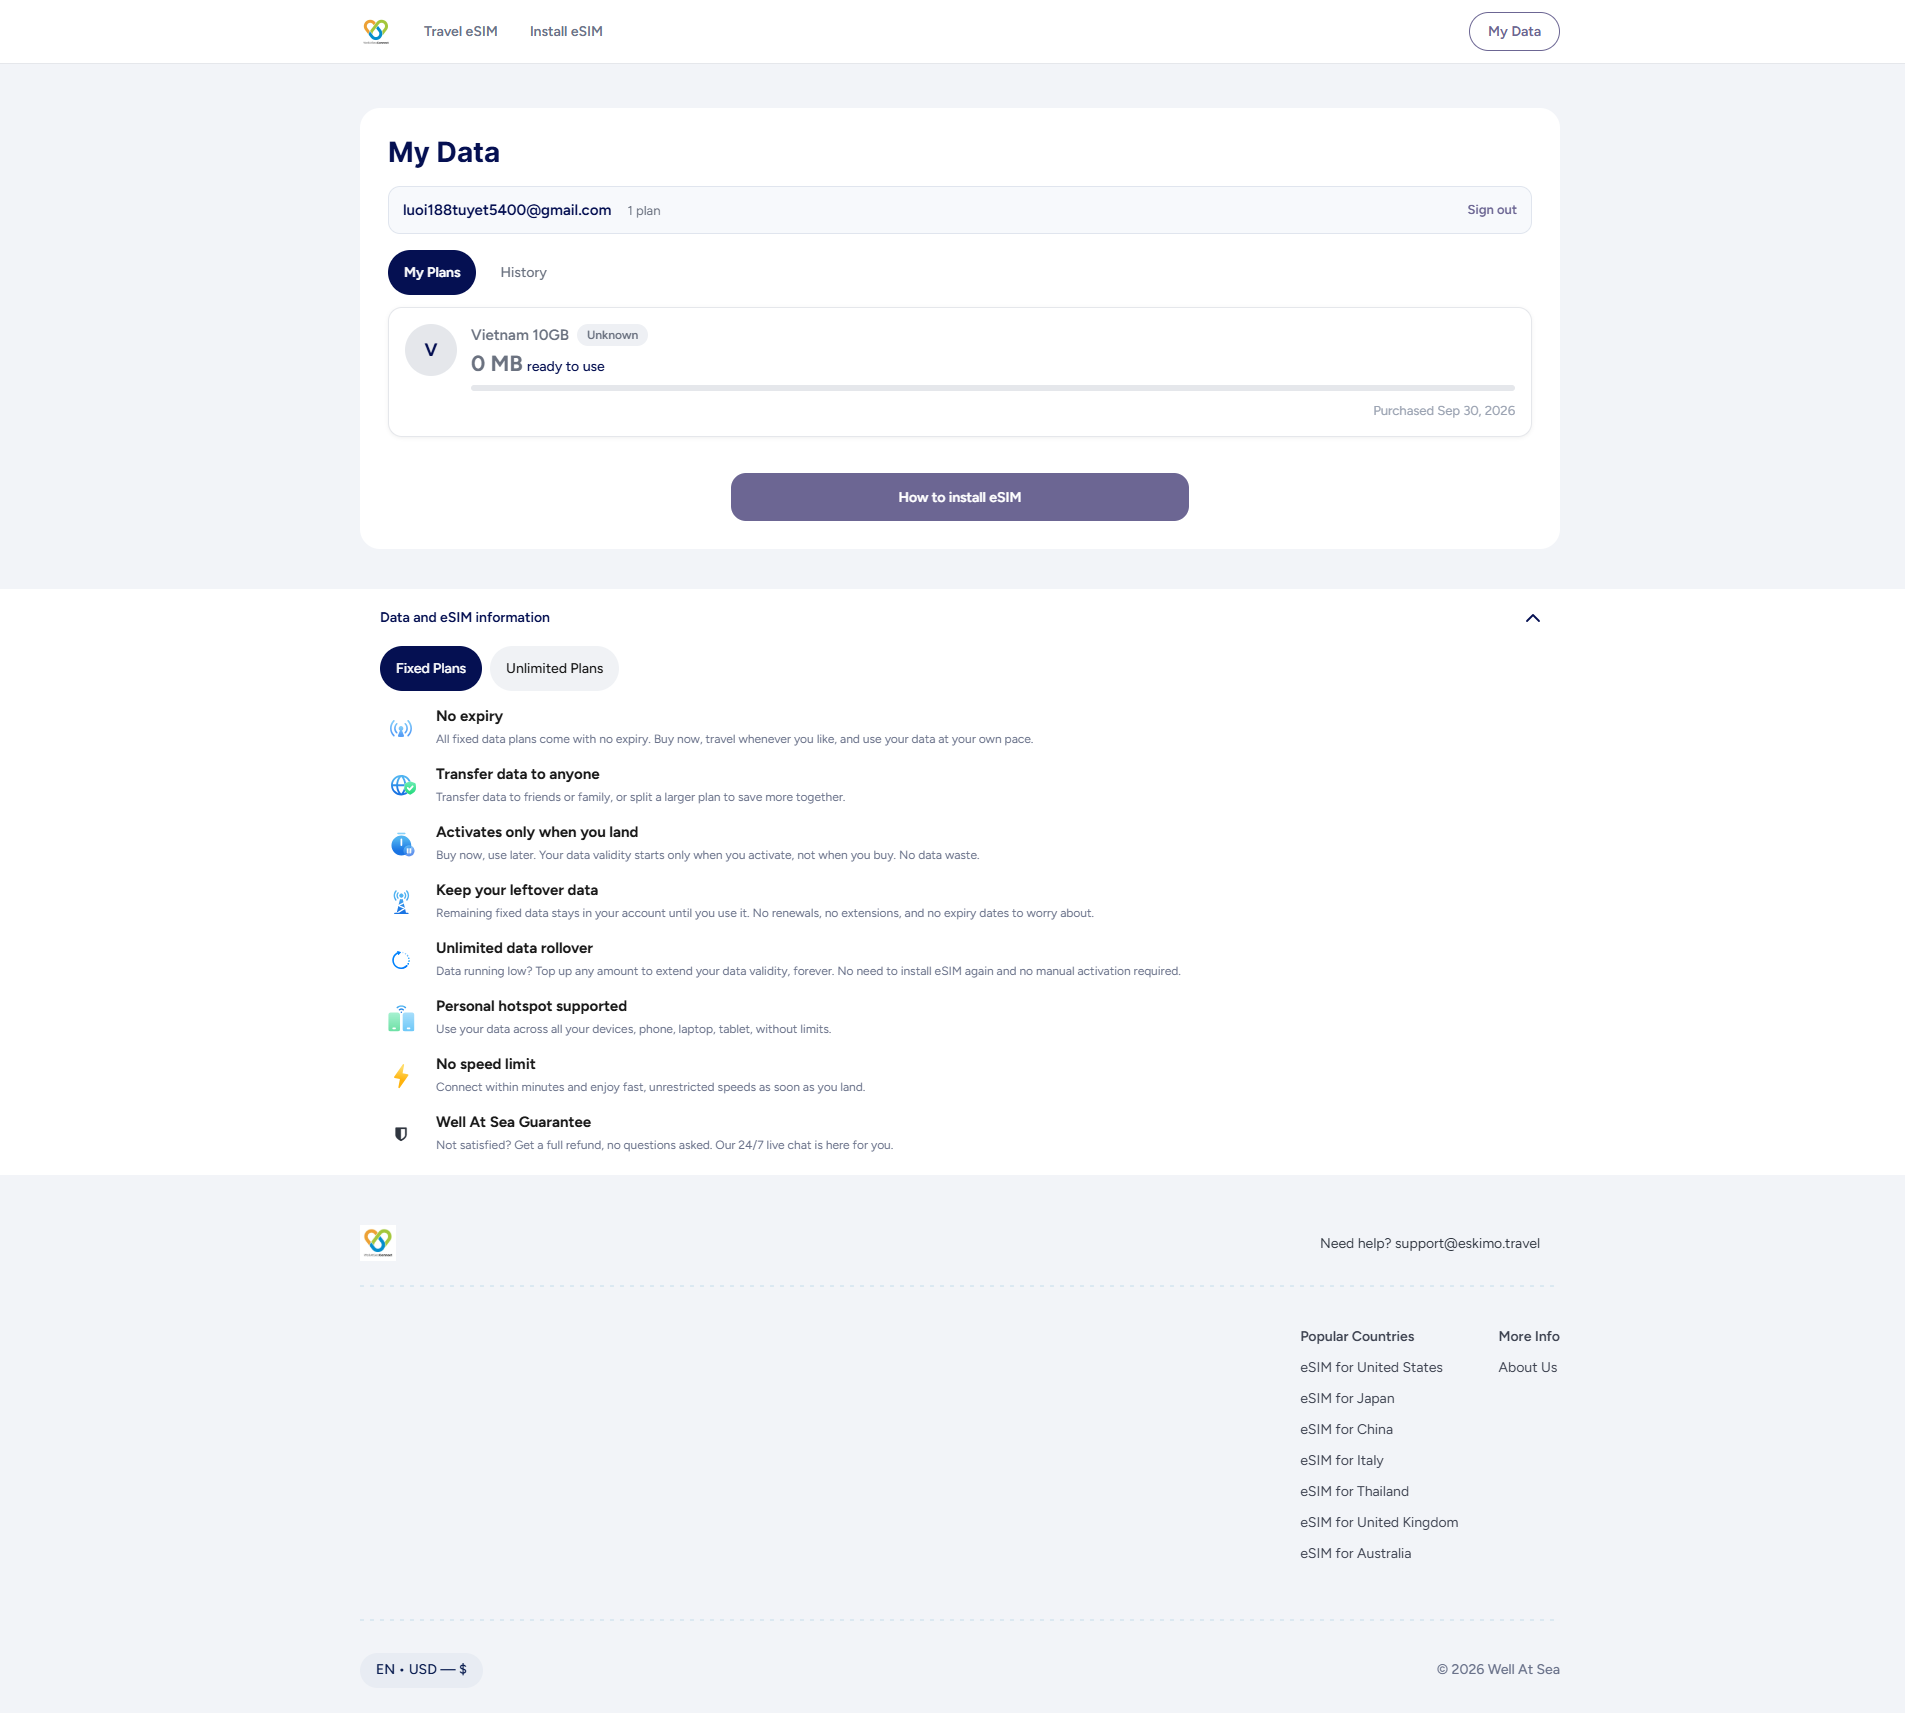 Travel eSIM
Install eSIM
My Data
My Data
luoi188tuyet5400@gmail.com
1 plan
Sign out
My Plans
History
V
Vietnam 10GB
Unknown
0 MB ready to use
Purchased Sep 30, 2026
How to install eSIM
Data and eSIM information
Fixed Plans
Unlimited Plans
No expiry
All fixed data plans come with no expiry. Buy now, travel whenever you like, and use your data at your own pace.
Transfer data to anyone
Transfer data to friends or family, or split a larger plan to save more together.
Activates only when you land
Buy now, use later. Your data validity starts only when you activate, not when you buy. No data waste.
Keep your leftover data
Remaining fixed data stays in your account until you use it. No renewals, no extensions, and no expiry dates to worry about.
Unlimited data rollover
Data running low? Top up any amount to extend your data validity, forever. No need to install eSIM again and no manual activation required.
Personal hotspot supported
Use your data across all your devices, phone, laptop, tablet, without limits.
No speed limit
Connect within minutes and enjoy fast, unrestricted speeds as soon as you land.
Well At Sea Guarantee
Not satisfied? Get a full refund, no questions asked. Our 24/7 live chat is here for you.
Need help? support@eskimo.travel
Popular Countries
eSIM for United States
eSIM for Japan
eSIM for China
eSIM for Italy
eSIM for Thailand
eSIM for United Kingdom
eSIM for Australia
More Info
About Us
EN • USD — $
© 2026 Well At Sea